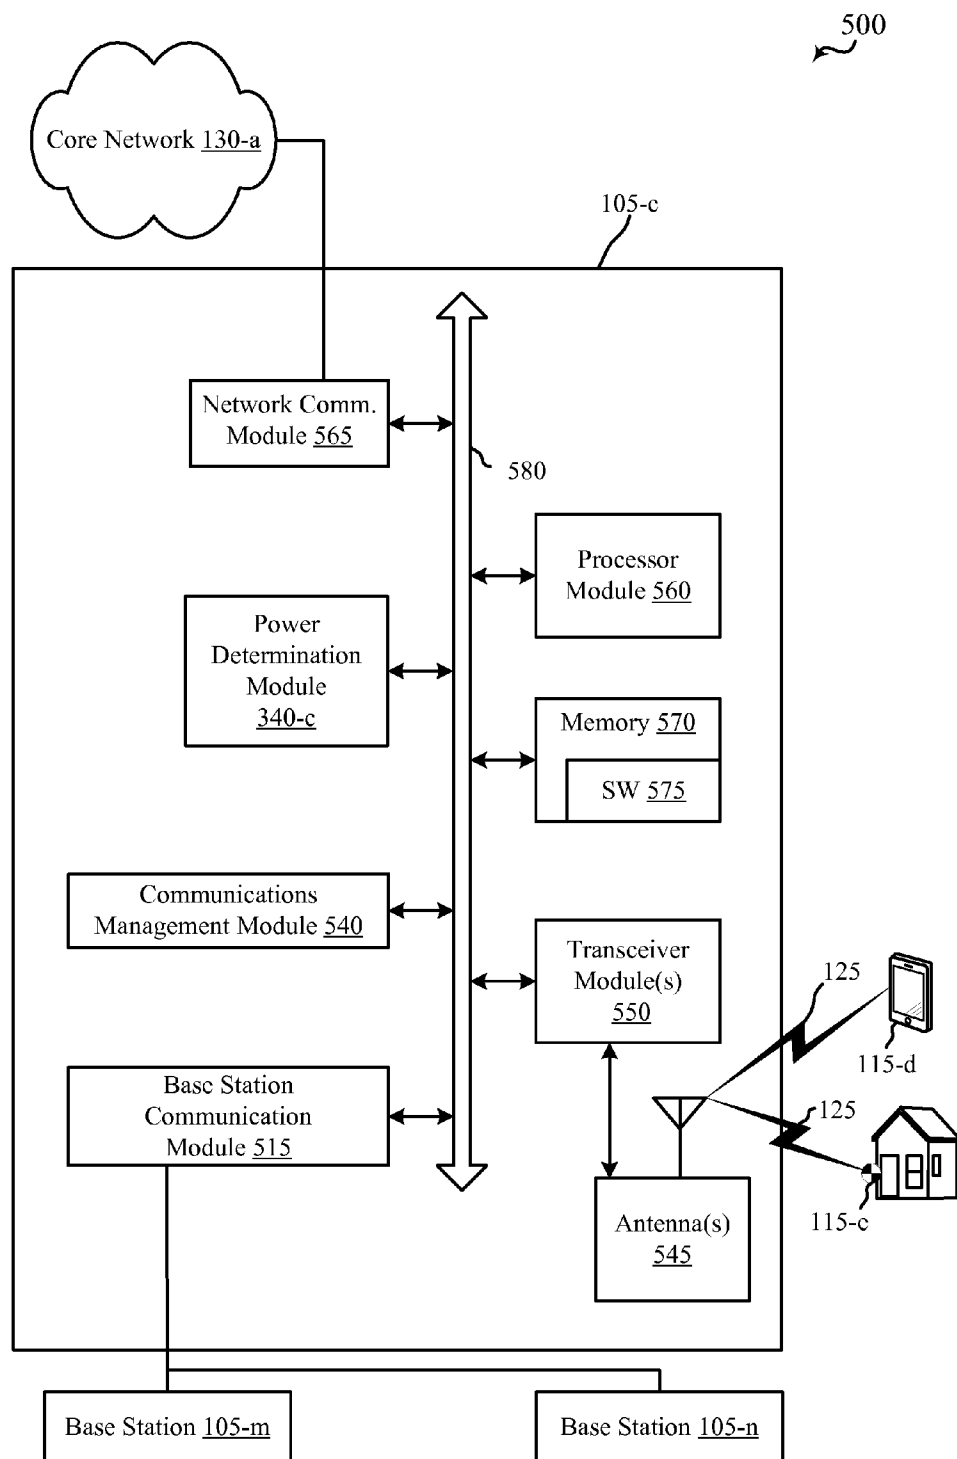 500
Core Network 130-a
105-c
Network Comm.
Module 565
580
Processor
Module 560
Power
Determination
Module
340-c
Memory 570
SW 575
Communications
Management Module 540
Transceiver
Module(s)
550
125
115-d
Base Station
Communication
Module 515
125
115-c
Antenna(s)
545
Base Station 105-m
Base Station 105-n